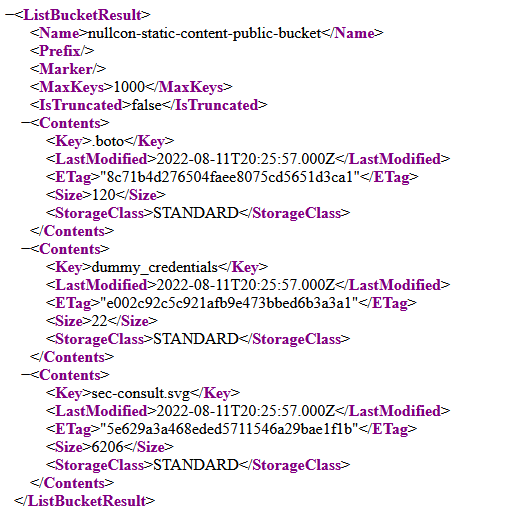 −<ListBucketResult>
<Name>nullcon-static-content-public-bucket</Name>
<Prefix/>
<Marker/>
<MaxKeys>1000</MaxKeys>
<IsTruncated>false</IsTruncated>
−<Contents>
<Key>.boto</Key>
<LastModified>2022-08-11T20:25:57.000Z</LastModified>
<ETag>"8c71b4d276504faee8075cd5651d3ca1"</ETag>
<Size>120</Size>
<StorageClass>STANDARD</StorageClass>
</Contents>
−<Contents>
<Key>dummy_credentials</Key>
<LastModified>2022-08-11T20:25:57.000Z</LastModified>
<ETag>"e002c92c5c921afb9e473bbed6b3a3a1"</ETag>
<Size>22</Size>
<StorageClass>STANDARD</StorageClass>
</Contents>
−<Contents>
<Key>sec-consult.svg</Key>
<LastModified>2022-08-11T20:25:57.000Z</LastModified>
<ETag>"5e629a3a468eded5711546a29bae1f1b"</ETag>
<Size>6206</Size>
<StorageClass>STANDARD</StorageClass>
</Contents>
</ListBucketResult>